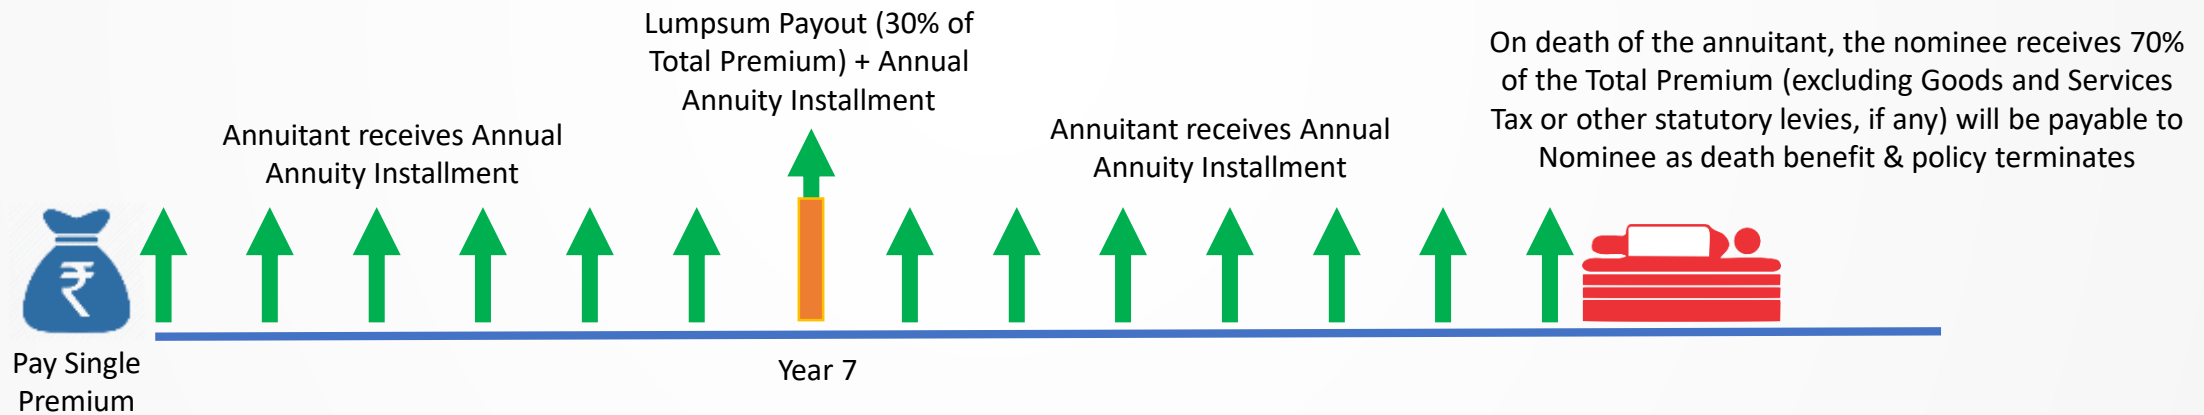 Lumpsum Payout (30% of
Total Premium) + Annual
Annuity Installment
On death of the annuitant, the nominee receives 70%
of the Total Premium (excluding Goods and Services
Tax or other statutory levies, if any) will be payable to
Nominee as death benefit & policy terminates
Annuitant receives Annual
Annuity Installment
Annuitant receives Annual
Annuity Installment
₹
Pay Single
Premium
Year 7